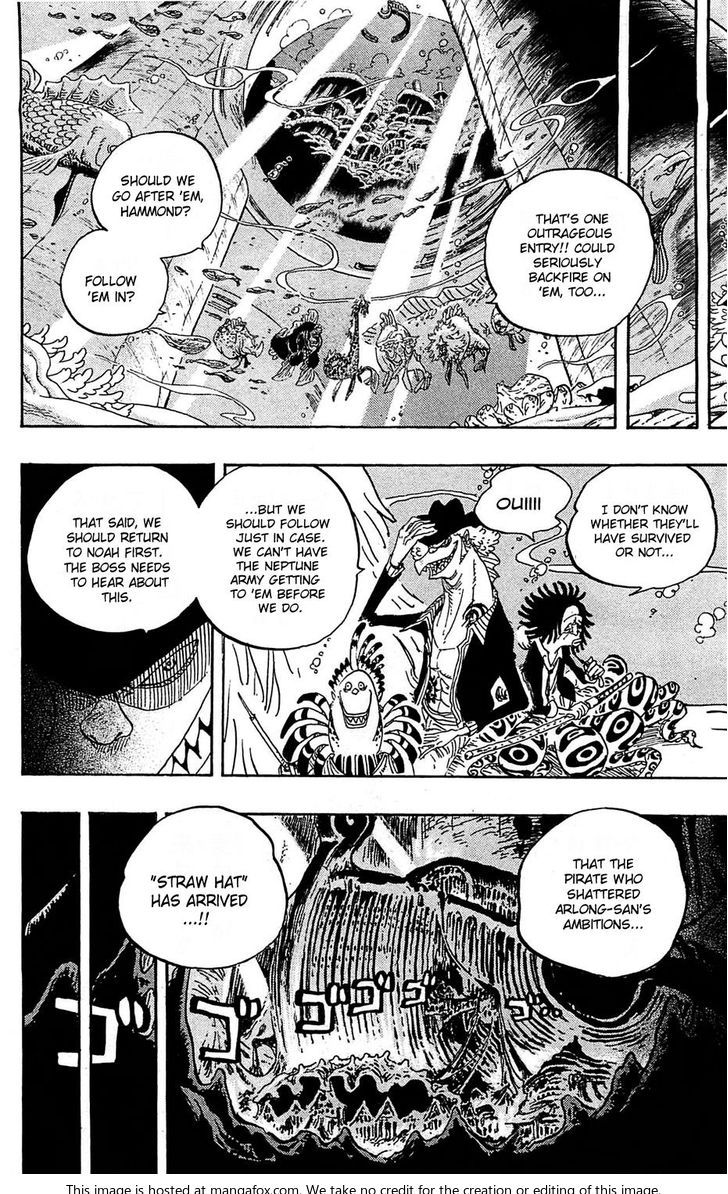 THAT'S ONE
OUTRAGEOUS
ENTRY!! COULD
SERIOUSLY
BACKFIRE ON
'EM, TOO...
SHOULD WE
GO AFTER 'EM,
HAMMOND?
FOLLOW
'EM IN?
I DON'T KNOW
WHETHER THEY'LL
HAVE SURVIVED
OR NOT...
OUIIII
...BUT WE
SHOULD FOLLOW
JUST IN CASE.
WE CAN'T HAVE
THE NEPTUNE
ARMY GETTING
TO 'EM BEFORE
WE DO.
THAT SAID, WE
SHOULD RETURN
TO NOAH FIRST.
THE BOSS NEEDS
TO HEAR ABOUT
THIS.
THAT THE
PIRATE WHO
SHATTERED
ARLONG-SAN'S
AMBITIONS...
"STRAW HAT"
HAS ARRIVED
...!!
ゴゴゴゴゴゴ
This image is hosted at mangafox.com. We take no credit for the creation or editing of this image.